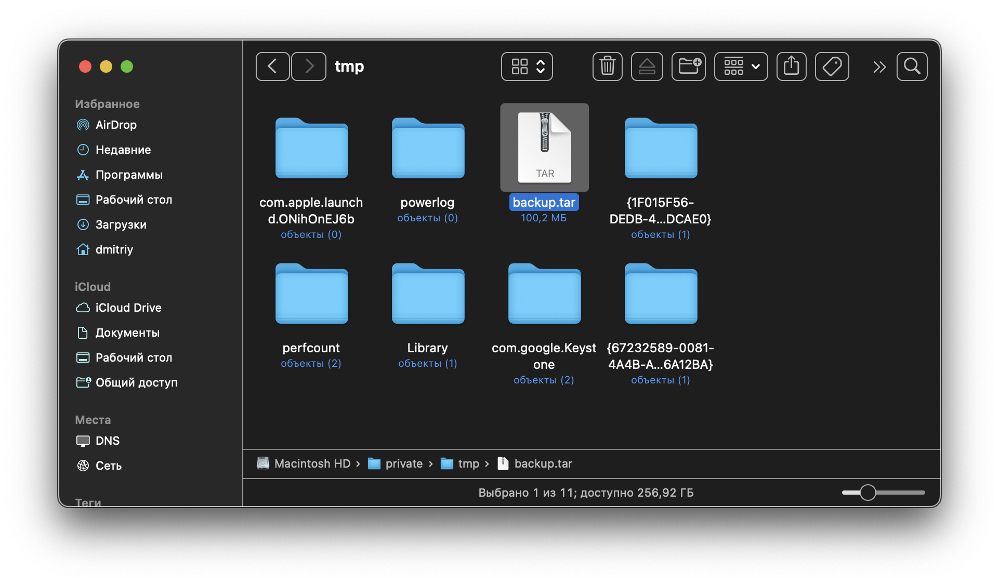 tmp
Избранное
AirDrop
Недавние
Программы
Рабочий стол
Загрузки
dmitriy
iCloud
iCloud Drive
Документы
Рабочий стол
Общий доступ
Места
DNS
Сеть
Теги
com.apple.launch
d.ONihOnEJ6b
объекты (0)
powerlog
объекты (0)
TAR
backup.tar
100,2 МБ
{1F015F56-
DEDB-4...DCAE0}
объекты (1)
perfcount
объекты (2)
Library
объекты (1)
com.google.Keyst
one
объекты (2)
{67232589-0081-
4A4B-A...6A12BA}
объекты (1)
Macintosh HD › private › tmp › backup.tar
Выбрано 1 из 11; доступно 256,92 ГБ